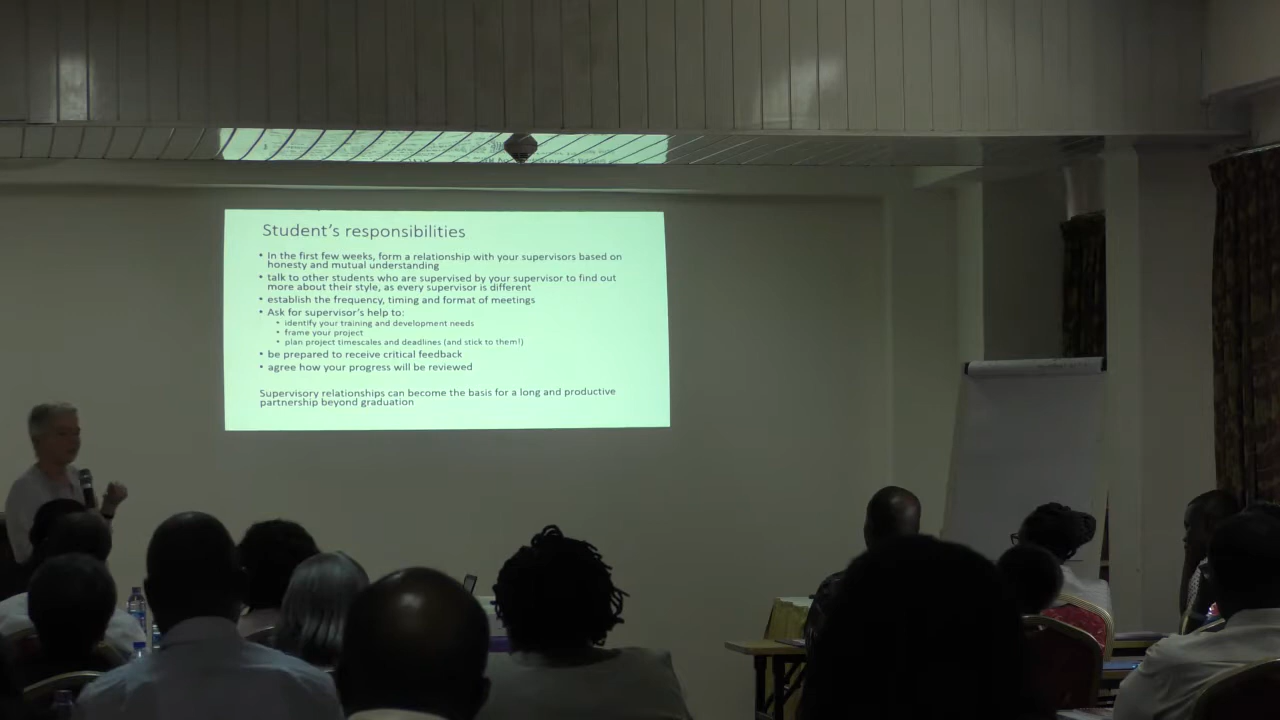 Student's responsibilities
• In the first few weeks, form a relationship with your supervisors based on
honesty and mutual understanding
• talk to other students who are supervised by your supervisor to find out
more about their style, as every supervisor is different
• establish the frequency, timing and format of meetings
• Ask for supervisor's help to:
• identify your training and development needs
• frame your project
• plan project timescales and deadlines (and stick to them!)
• be prepared to receive critical feedback
• agree how your progress will be reviewed
Supervisory relationships can become the basis for a long and productive
partnership beyond graduation